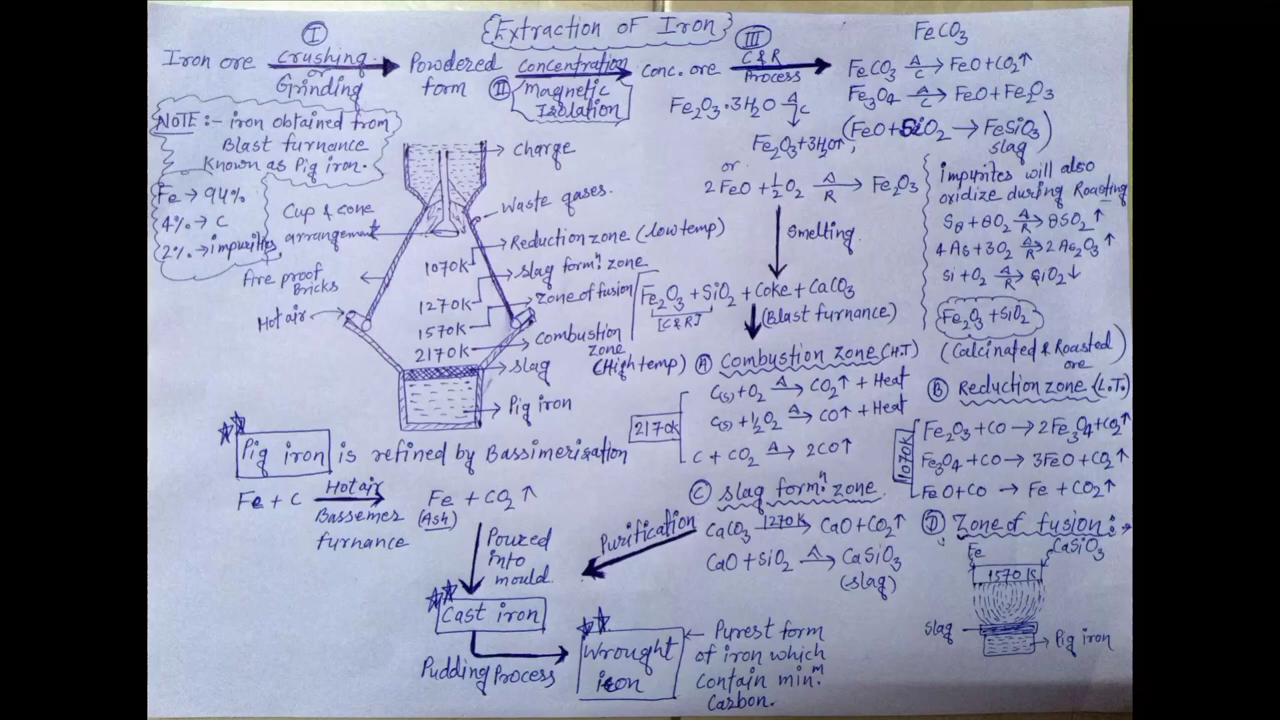 Extraction of Iron
Iron ore
I
crushing
or
Grinding
Powdered
form
concentration
II magnetic
Isolation
Conc. ore
III
C & R
Process
FeCO₃
FeCO₃ Δ/C → FeO + CO₂↑
Fe₃O₄ Δ/C → FeO + Fe₂O₃
(FeO + SiO₂ → FeSiO₃)
slag
Fe₂O₃·3H₂O Δ/C
↓
Fe₂O₃ + 3H₂O↑,
or
2FeO + ½O₂ Δ/R → Fe₂O₃
Smelting
Fe₂O₃ + SiO₂ + Coke + CaCO₃
[C&R]
(Blast furnance)
impurites will also
oxidize during Roasting
S₈ + 8O₂ Δ/R → 8SO₂↑
4As + 3O₂ Δ/R → 2As₂O₃↑
Si + O₂ Δ/R → SiO₂↓
Fe₂O₃ + SiO₂
(Calcinated & Roasted
ore)
NOTE :- iron obtained from
Blast furnance
known as Pig iron.
Fe → 94%
4% → C
2% → impurities
charge
Waste gases.
Cup & cone
arrangement
Fire proof
Bricks
Hot air
1070K → Reduction zone (low temp)
1270K → slag form.ⁿ zone
1570K → zone of fusion
2170K → Combustion
zone
(High temp)
slag
Pig iron
Pig iron is refined by Bassimerisation
Fe + C
Hot air
Bassemer
furnance
Fe + CO₂↑
(Ash)
Poured
into
mould.
Cast iron
Pudding Process
Wrought
iron
← Purest form
of iron which
contain min.ᵐ
Carbon.
Purification
A Combustion zone (H.T)
2170K
C(s) + O₂ Δ→ CO₂↑ + Heat
C(s) + ½O₂ Δ→ CO↑ + Heat
C + CO₂ Δ→ 2CO↑
C slag form.ⁿ zone
CaCO₃ 1270K→ CaO + CO₂↑
CaO + SiO₂ Δ→ CaSiO₃
(slag)
B Reduction zone (L.T.)
1070K
Fe₂O₃ + CO → 2Fe₃O₄ + CO₂↑
Fe₃O₄ + CO → 3FeO + CO₂↑
FeO + CO → Fe + CO₂↑
D Zone of fusion :→
Fe
CaSiO₃
1570 K
slag
Pig iron